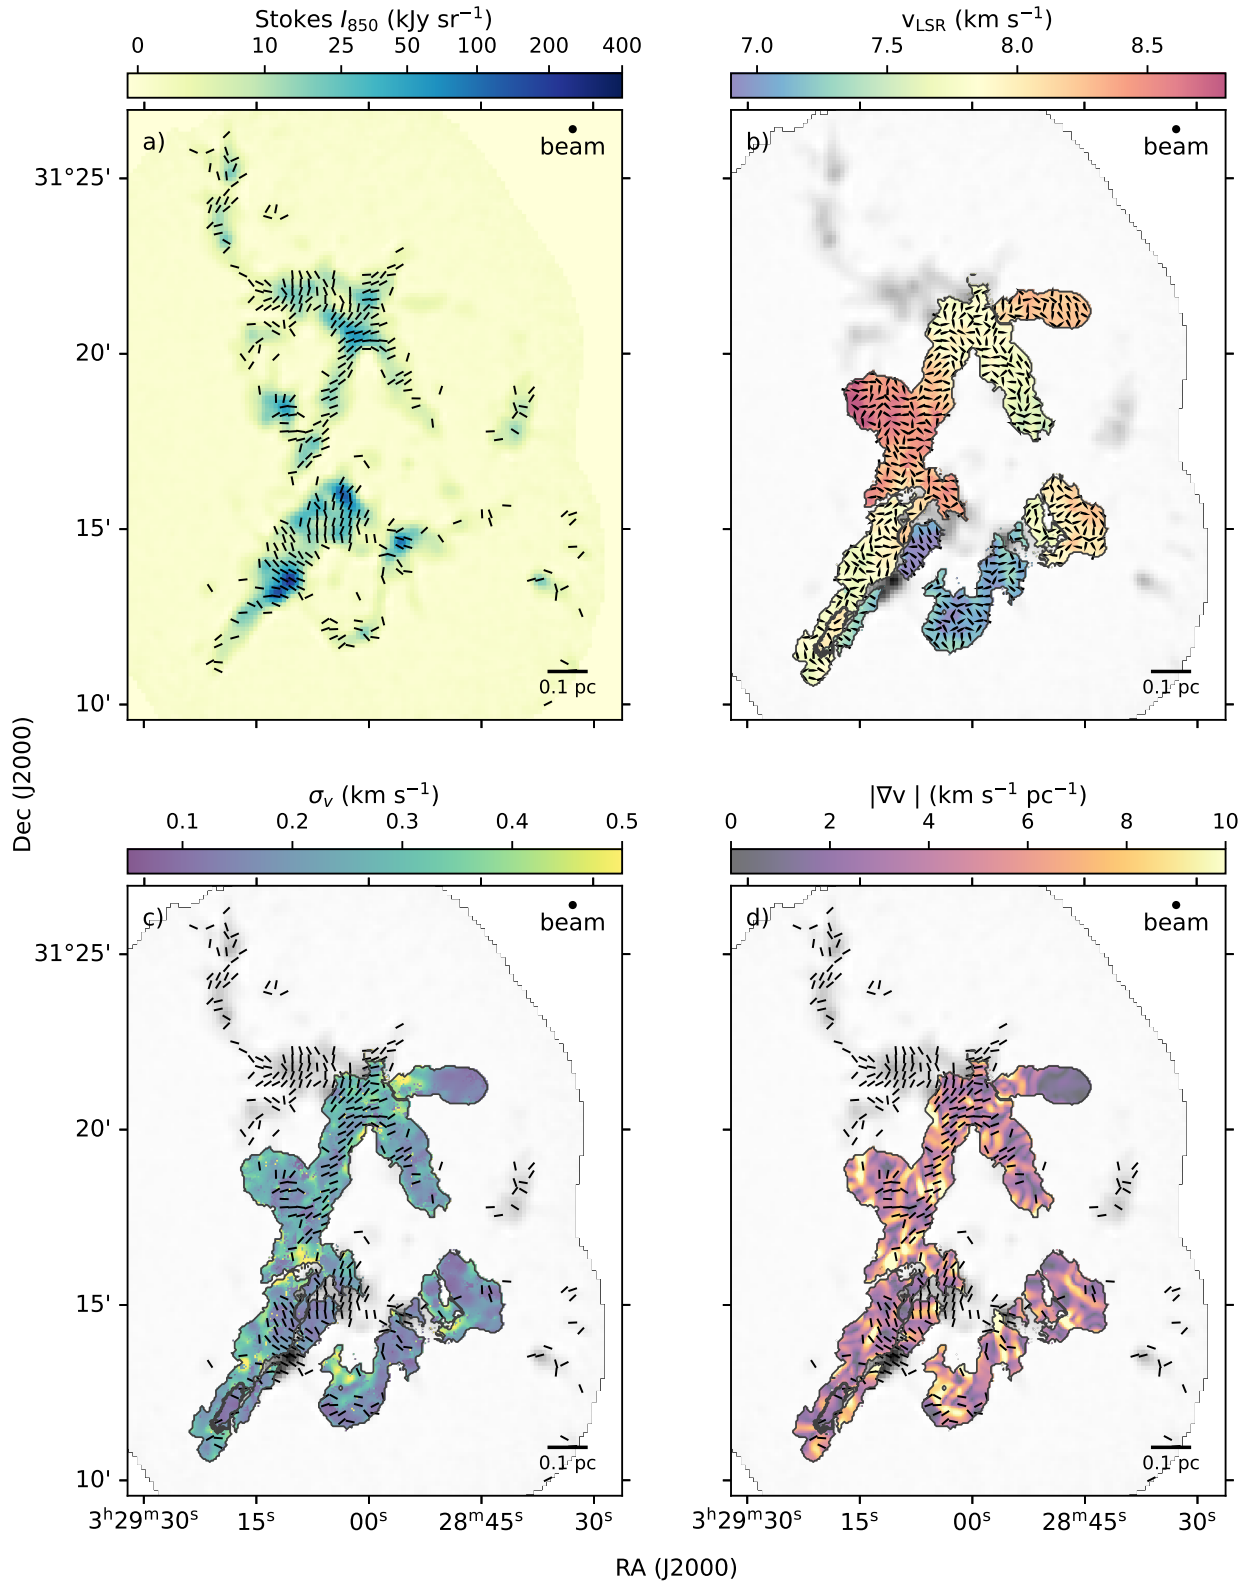 Stokes I₈₅₀ (kJy sr⁻¹)
0 10 25 50 100 200 400
v_LSR (km s⁻¹)
7.0 7.5 8.0 8.5
a)
beam
b)
beam
31°25'
20'
15'
10'
0.1 pc
0.1 pc
Dec (J2000)
σᵥ (km s⁻¹)
0.1 0.2 0.3 0.4 0.5
|∇v | (km s⁻¹ pc⁻¹)
0 2 4 6 8 10
c)
beam
d)
beam
31°25'
20'
15'
10'
0.1 pc
0.1 pc
3ʰ29ᵐ30ˢ 15ˢ 00ˢ 28ᵐ45ˢ 30ˢ
3ʰ29ᵐ30ˢ 15ˢ 00ˢ 28ᵐ45ˢ 30ˢ
RA (J2000)